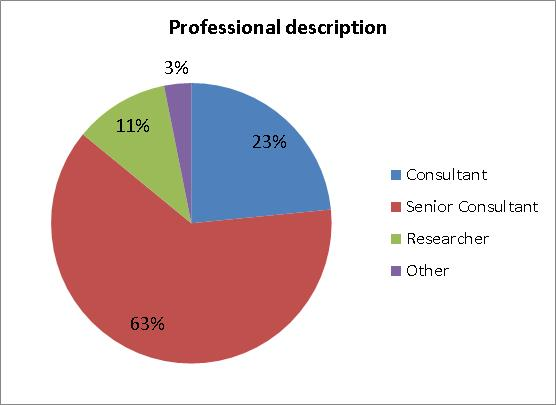 Professional description
3%
11%
23%
63%
Consultant
Senior Consultant
Researcher
Other